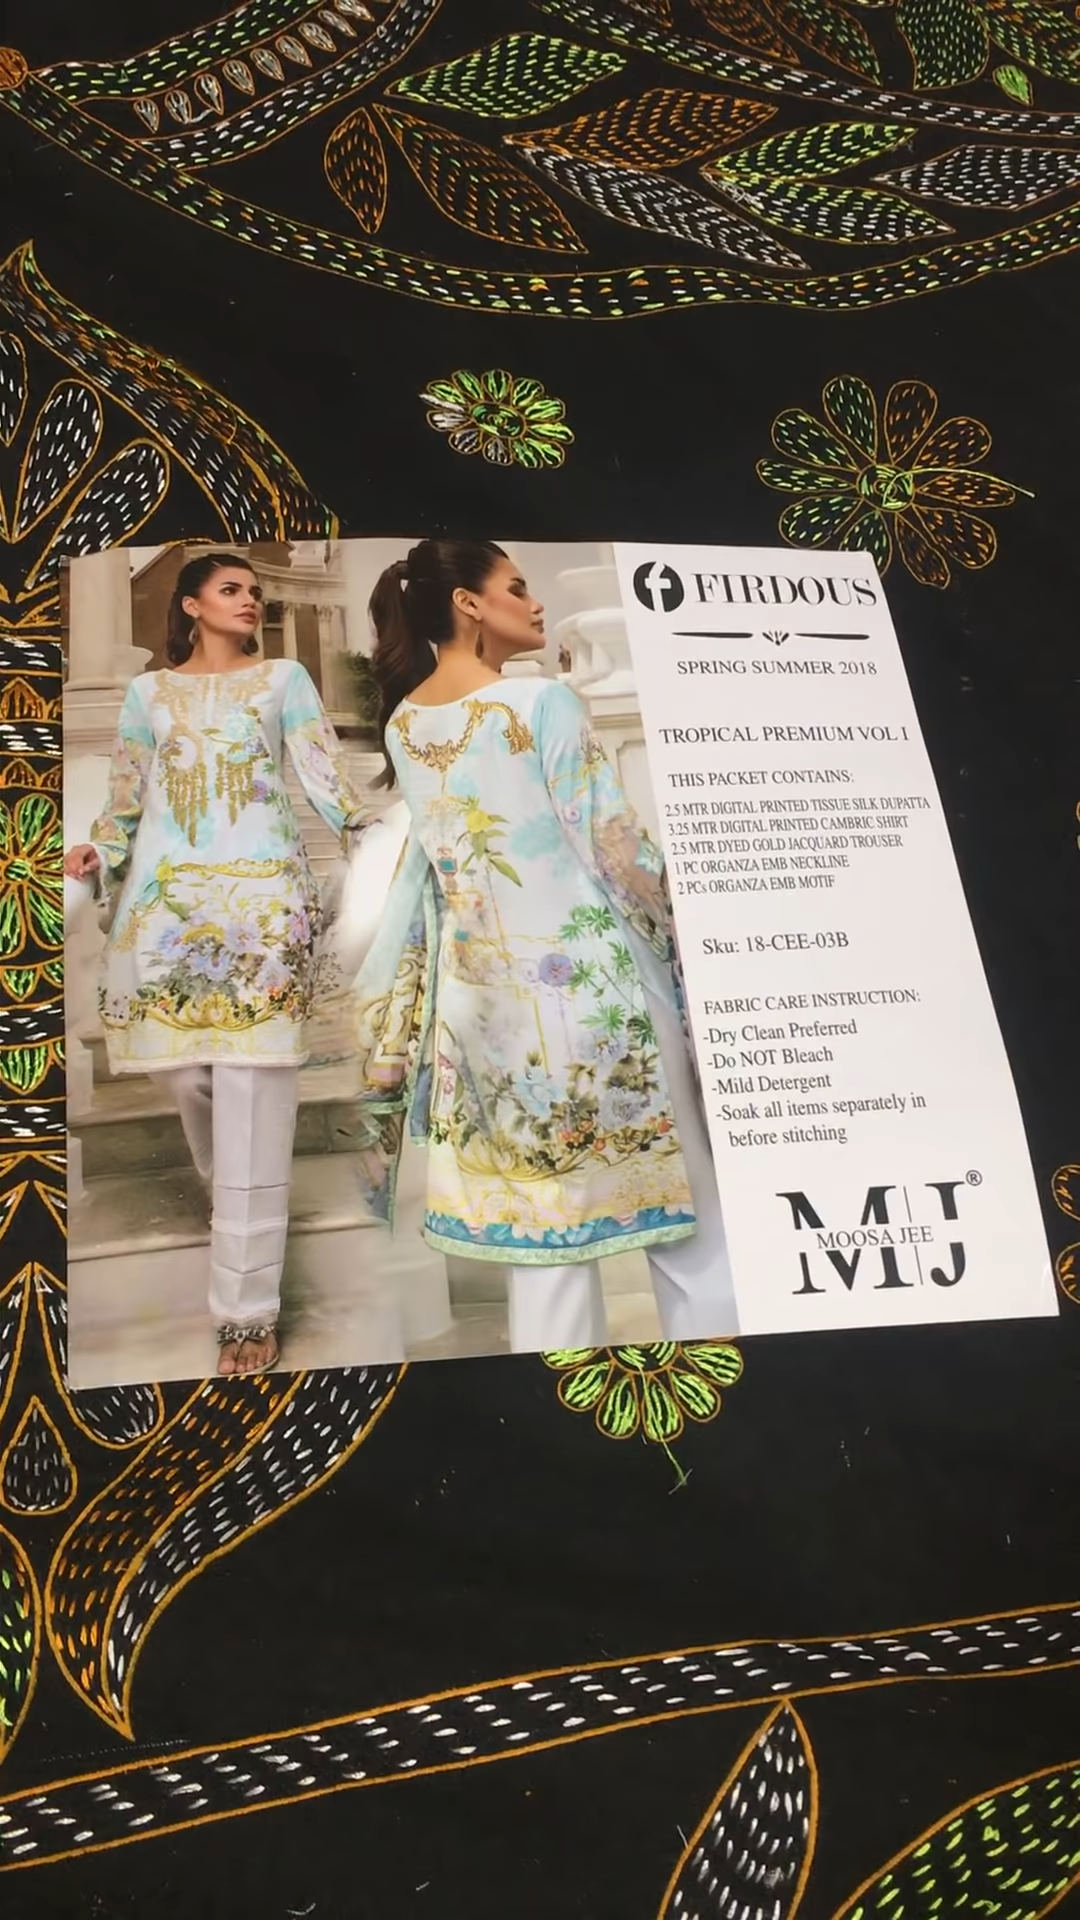 FIRDOUS
SPRING SUMMER 2018
TROPICAL PREMIUM VOL I
THIS PACKET CONTAINS:
2.5 MTR DIGITAL PRINTED TISSUE SILK DUPATTA
3.25 MTR DIGITAL PRINTED CAMBRIC SHIRT
2.5 MTR DYED GOLD JACQUARD TROUSER
1 PC ORGANZA EMB NECKLINE
2 PCs ORGANZA EMB MOTIF
Sku: 18-CEE-03B
FABRIC CARE INSTRUCTION:
-Dry Clean Preferred
-Do NOT Bleach
-Mild Detergent
-Soak all items separately in
before stitching
MJ®
MOOSA JEE